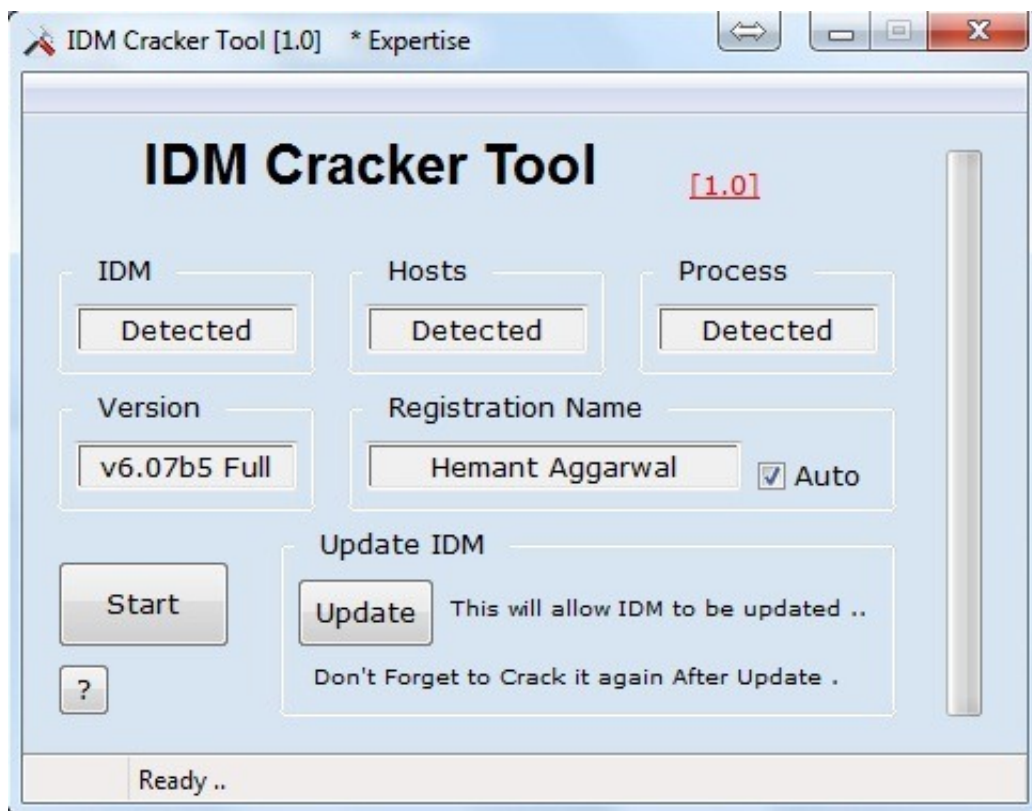 IDM Cracker Tool [1.0]   * Expertise
IDM Cracker Tool
[1.0]
IDM
Hosts
Process
Detected
Detected
Detected
Version
Registration Name
v6.07b5 Full
Hemant Aggarwal
Auto
Update IDM
Start
Update
This will allow IDM to be updated ..
?
Don't Forget to Crack it again After Update .
Ready ..